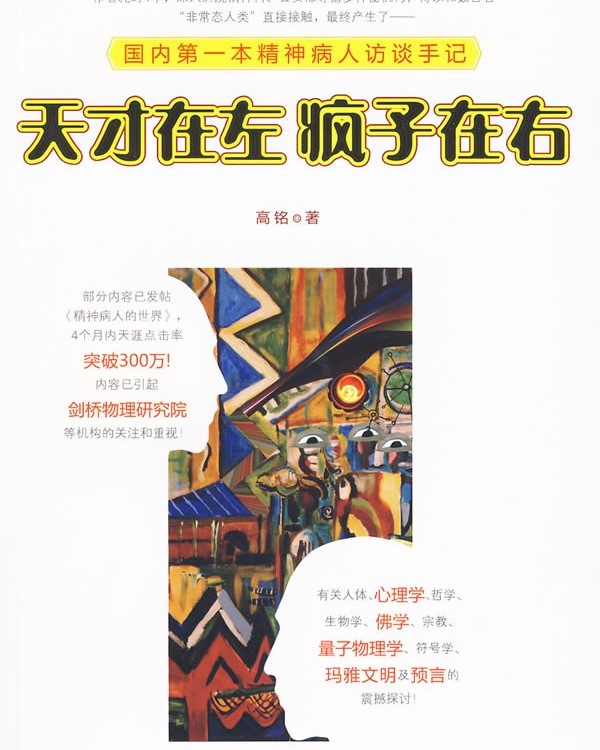 “非常态人类”直接接触，最终产生了——
国内第一本精神病人访谈手记
天才在左 疯子在右
高铭 著
部分内容已发帖
《精神病人的世界》，
4个月内天涯点击率
突破300万!
内容已引起
剑桥物理研究院
等机构的关注和重视!
有关人体、心理学、哲学、
生物学、佛学、宗教、
量子物理学、符号学、
玛雅文明及预言的
震撼探讨!